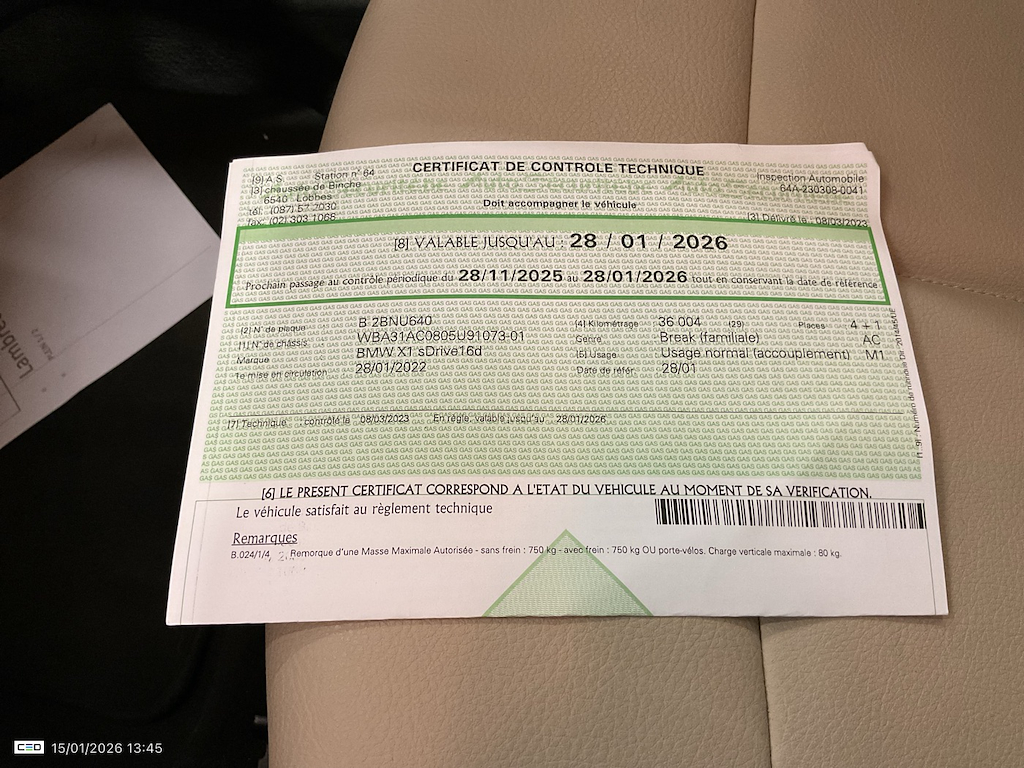 CERTIFICAT DE CONTROLE TECHNIQUE
[9] A.S. Station n° 64
[3] chaussée de Binche
6540 Lobbes
tél. (087) 57 7030
fax. (02) 303 1068
Inspection Automobile
64A-230308-0041
Doit accompagner le véhicule
[3] Délivré le 08/03/2023
[8] VALABLE JUSQU'AU : 28 / 01 / 2026
Prochain passage au contrôle périodique du 28/11/2025 au 28/01/2026 tout en conservant la date de référence
[2] N° de plaque B 2BNU640
[1] N° de châssis WBA31AC0805U91073-01
Marque BMW X1 sDrive16d
1e mise en circulation 28/01/2022
[4] Kilométrage 36 004 (29) Places 4 + 1
Genre Break (familiale) AC
[5] Usage Usage normal (accouplement) M1
Date de référ. 28/01
[7] Technique : contrôlé le 08/03/2023 En règle, valable jusqu'au 28/01/2026
[6] LE PRESENT CERTIFICAT CORRESPOND A L'ETAT DU VEHICULE AU MOMENT DE SA VERIFICATION.
Le véhicule satisfait au règlement technique
Remarques
B.024/1/4 Remorque d'une Masse Maximale Autorisée - sans frein : 750 kg - avec frein : 750 kg OU porte-vélos. Charge verticale maximale : 80 kg.
CEO 15/01/2026 13:45